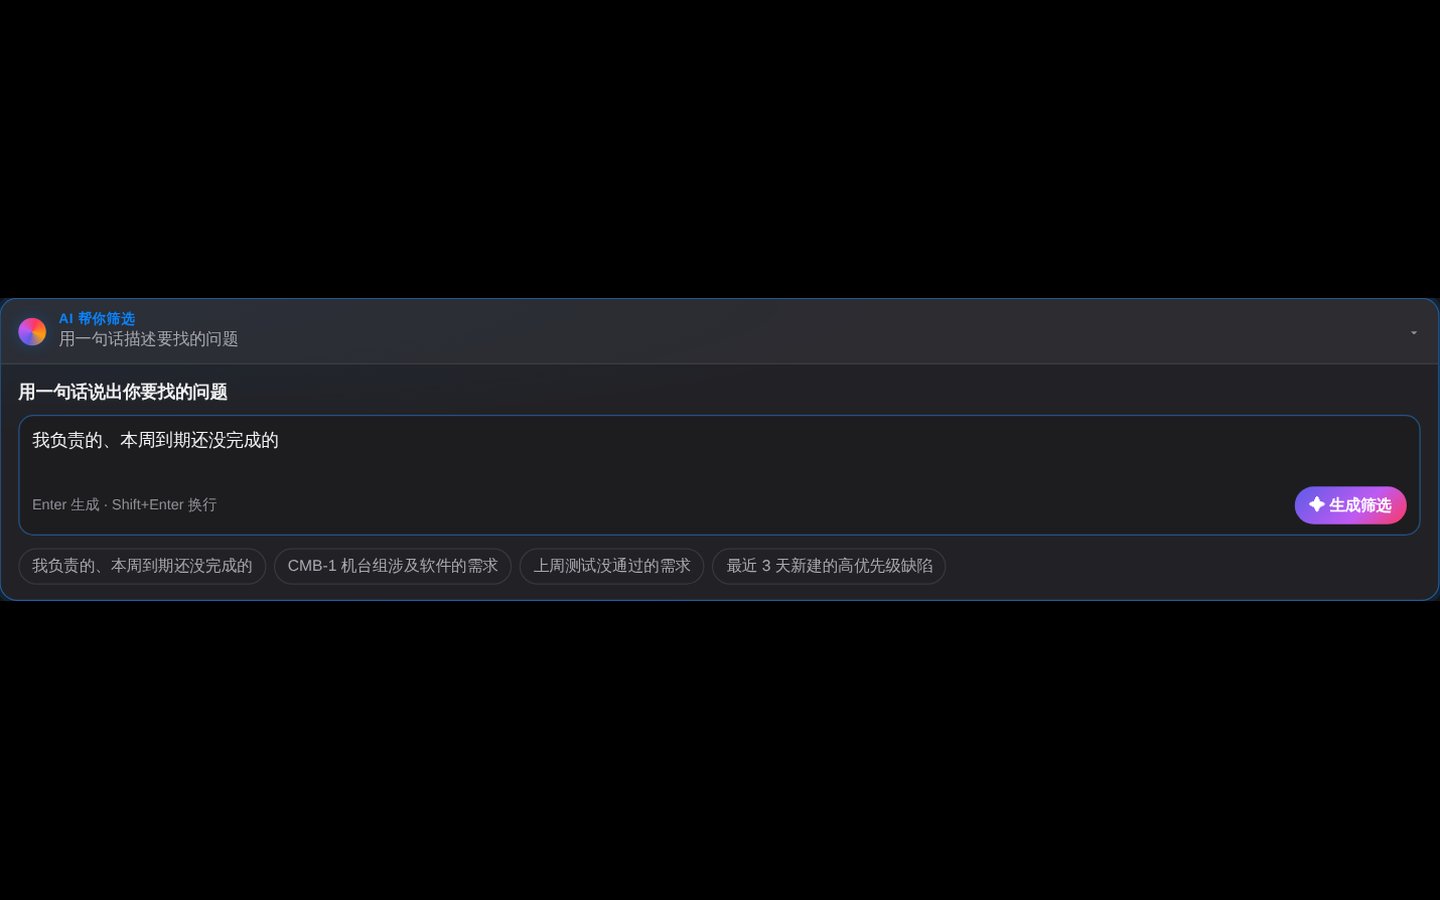 AI 帮你筛选
用一句话描述要找的问题
用一句话说出你要找的问题
我负责的、本周到期还没完成的
Enter 生成 · Shift+Enter 换行
生成筛选
我负责的、本周到期还没完成的
CMB-1 机台组涉及软件的需求
上周测试没通过的需求
最近 3 天新建的高优先级缺陷